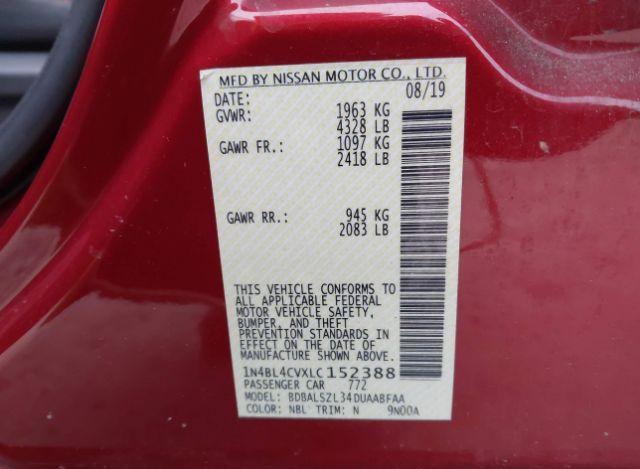 MFD BY NISSAN MOTOR CO., LTD.
DATE: 08/19
GVWR: 1963 KG
4328 LB
GAWR FR.: 1097 KG
2418 LB
GAWR RR.: 945 KG
2083 LB
THIS VEHICLE CONFORMS TO
ALL APPLICABLE FEDERAL
MOTOR VEHICLE SAFETY,
BUMPER, AND THEFT
PREVENTION STANDARDS IN
EFFECT ON THE DATE OF
MANUFACTURE SHOWN ABOVE.
1N4BL4CVXLC152388
PASSENGER CAR 772
MODEL: BDBALSZL34DUAABFAA
COLOR: NBL TRIM: N 9N00A